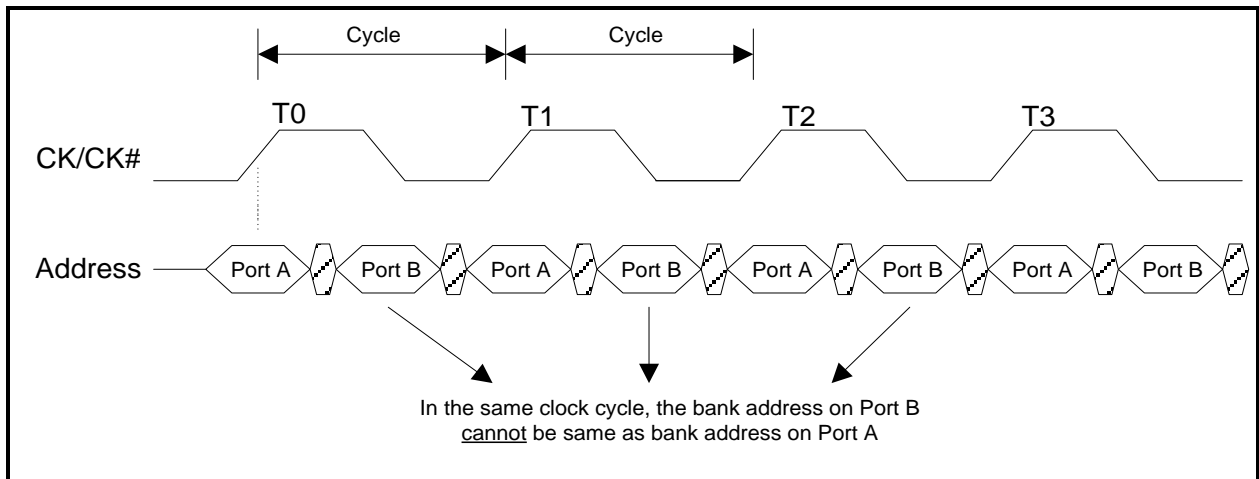 Cycle Cycle
T0 T1 T2 T3
CK/CK#
Address Port A Port B Port A Port B Port A Port B Port A Port B
In the same clock cycle, the bank address on Port B
cannot be same as bank address on Port A